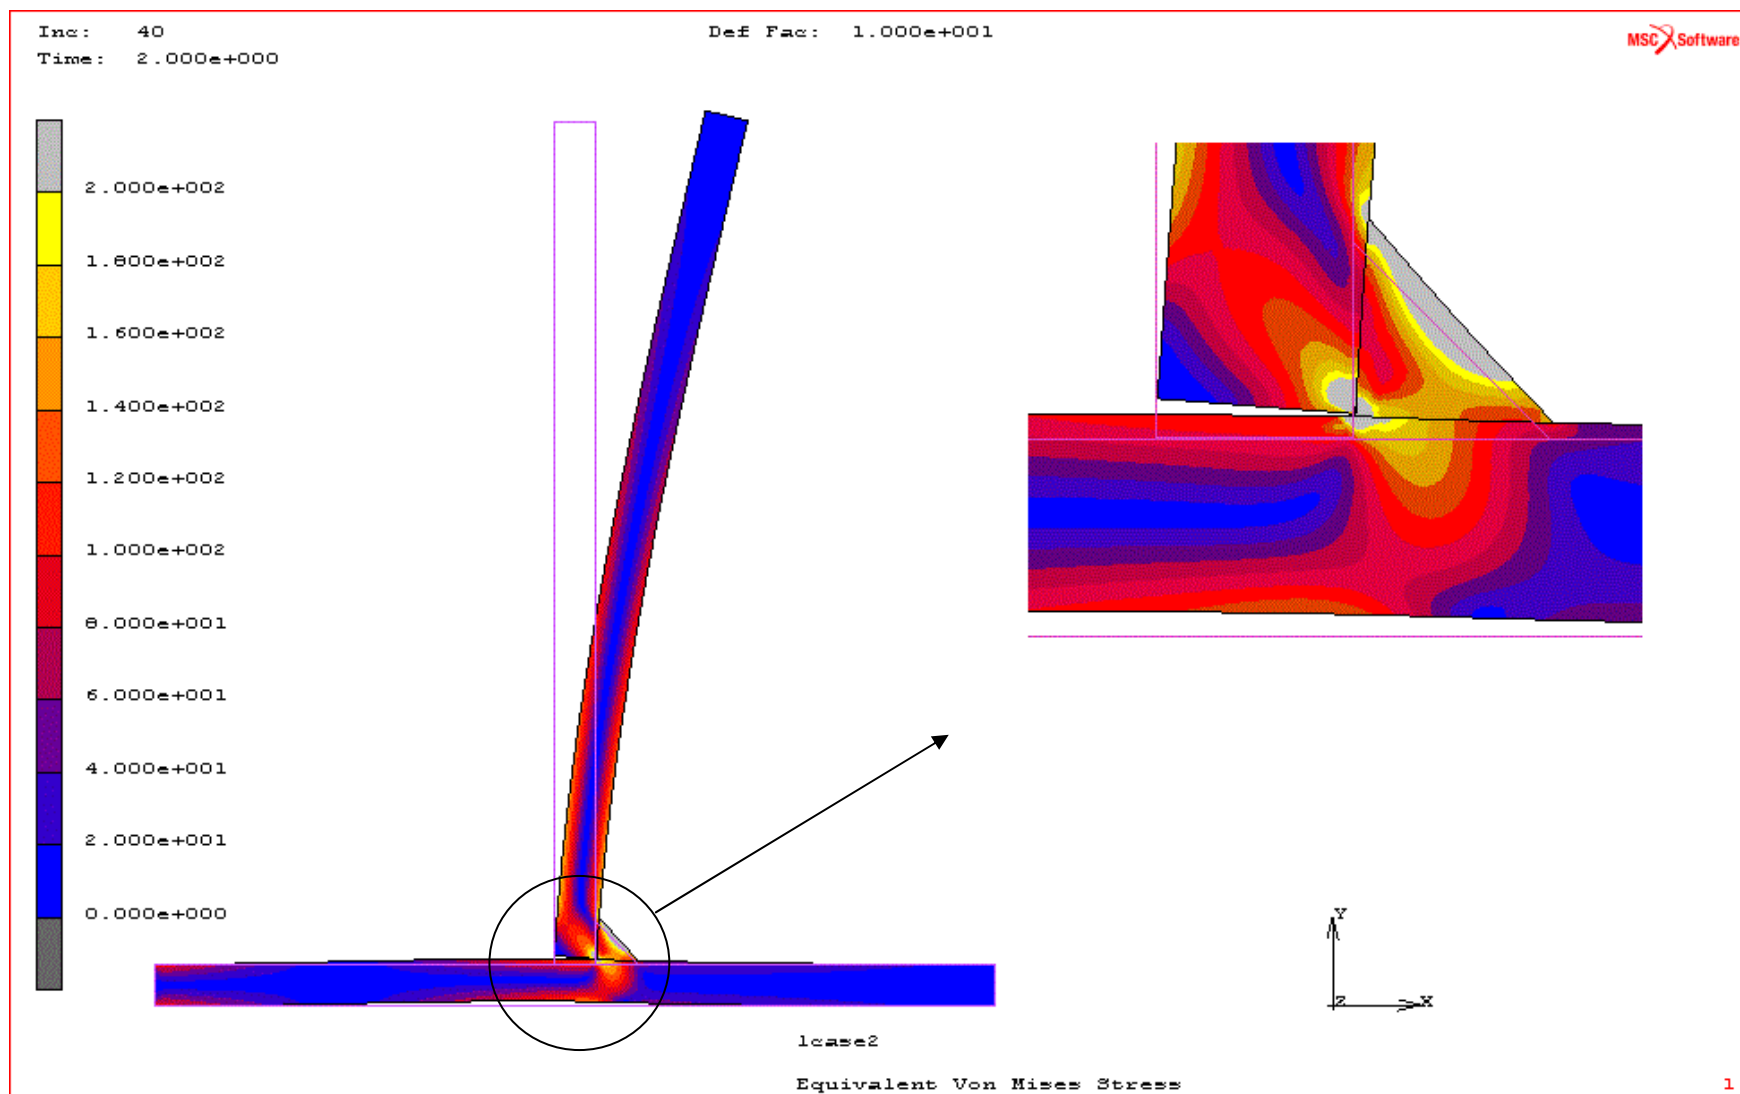 Inc: 40
Def Fac: 1.000e+001
Time: 2.000e+000
MSC Software
2.000e+002
1.800e+002
1.600e+002
1.400e+002
1.200e+002
1.000e+002
8.000e+001
6.000e+001
4.000e+001
2.000e+001
0.000e+000
Y
Z X
lcase2
Equivalent Von Mises Stress
1